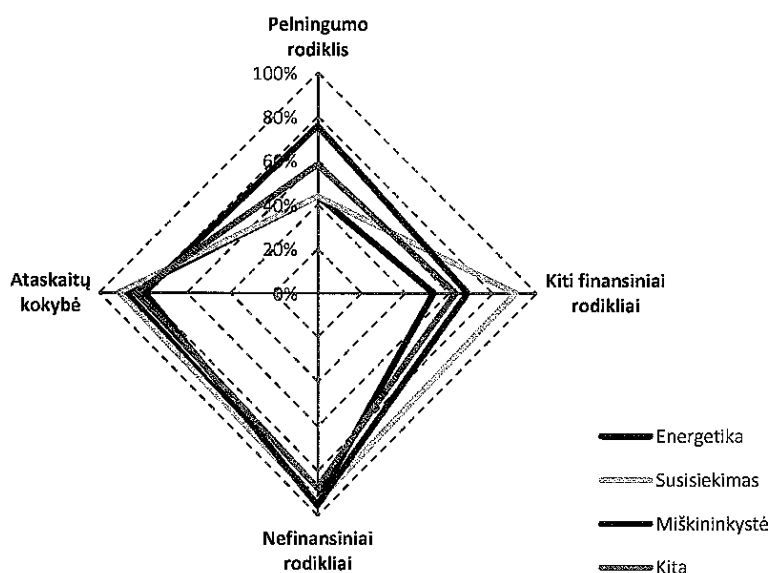 Pelningumo
rodiklis
100%
80%
60%
40%
20%
0%
Ataskaitų
kokybė
Kiti finansiniai
rodikliai
Nefinansiniai
rodikliai
Energetika
Susisiekimas
Miškininkystė
Kita